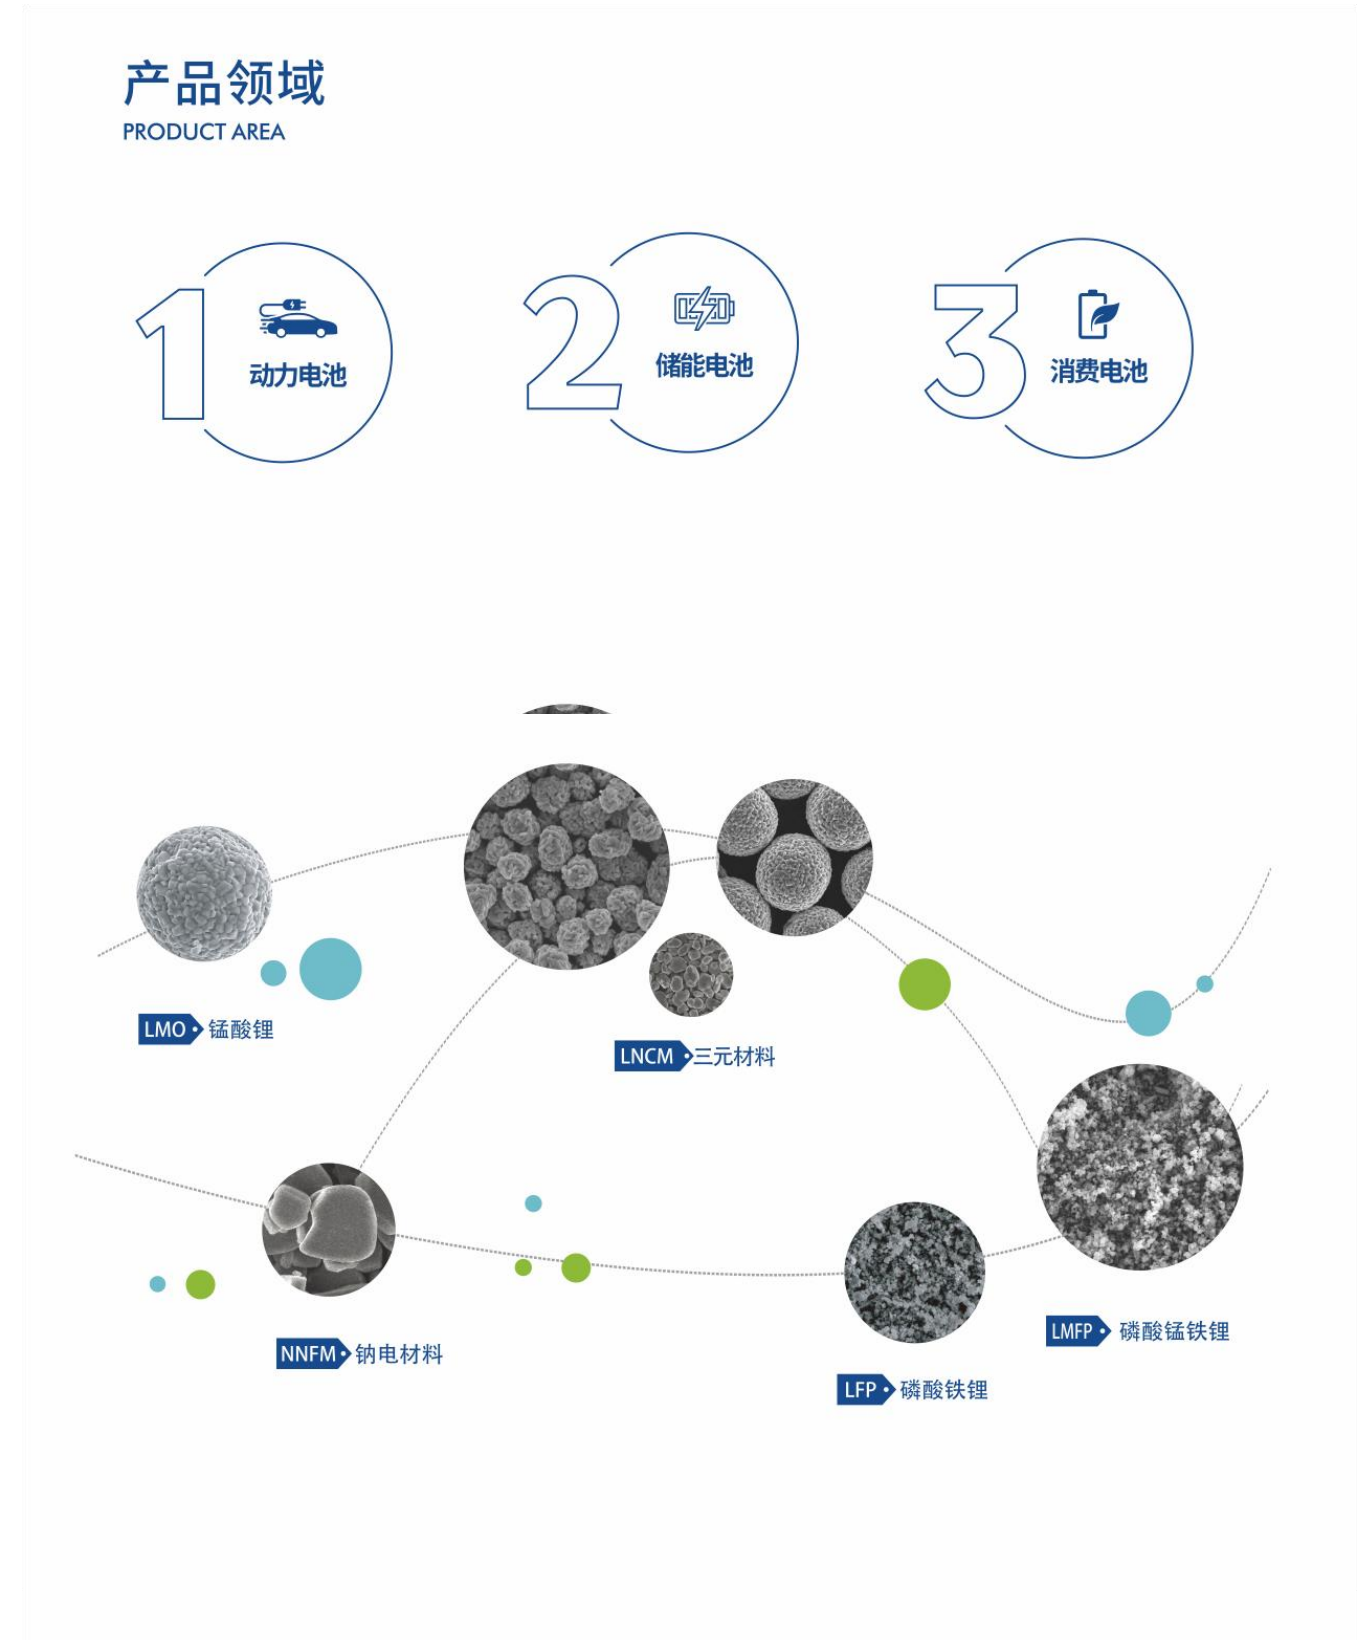 产品领域
PRODUCT AREA
1
动力电池
2
储能电池
3
消费电池
LMO 锰酸锂
LNCM 三元材料
NNFM 钠电材料
LMFP 磷酸锰铁锂
LFP 磷酸铁锂